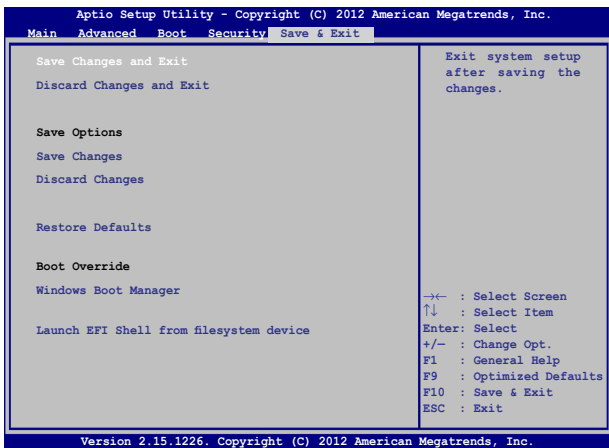 Aptio Setup Utility - Copyright (C) 2012 American Megatrends, Inc.
Main Advanced Boot Security Save & Exit
Save Changes and Exit
Discard Changes and Exit
Save Options
Save Changes
Discard Changes
Restore Defaults
Boot Override
Windows Boot Manager
Launch EFI Shell from filesystem device
Exit system setup
after saving the
changes.
→← : Select Screen
↑↓ : Select Item
Enter: Select
+/— : Change Opt.
F1 : General Help
F9 : Optimized Defaults
F10 : Save & Exit
ESC : Exit
Version 2.15.1226. Copyright (C) 2012 American Megatrends, Inc.